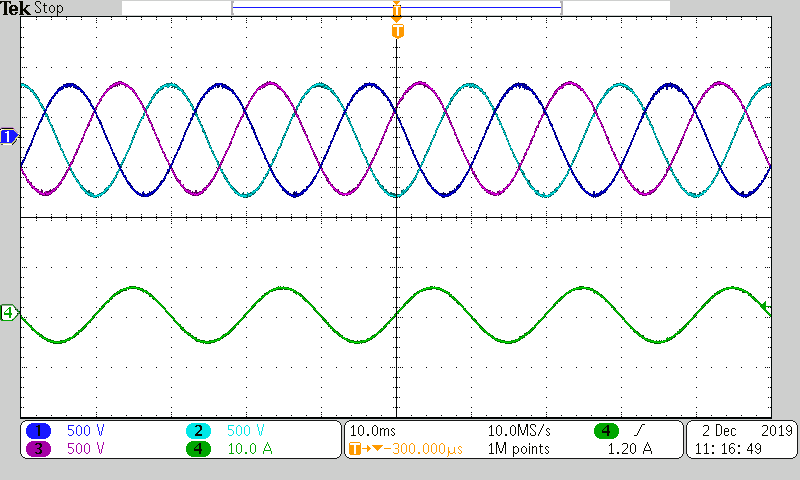 Tek Stop
T
T
1
4
1 500 V 2 500 V
3 500 V 4 10.0 A
10.0ms 10.0MS/s 4
T→▼−300.000µs 1M points 1.20 A
2 Dec 2019
11:16:49